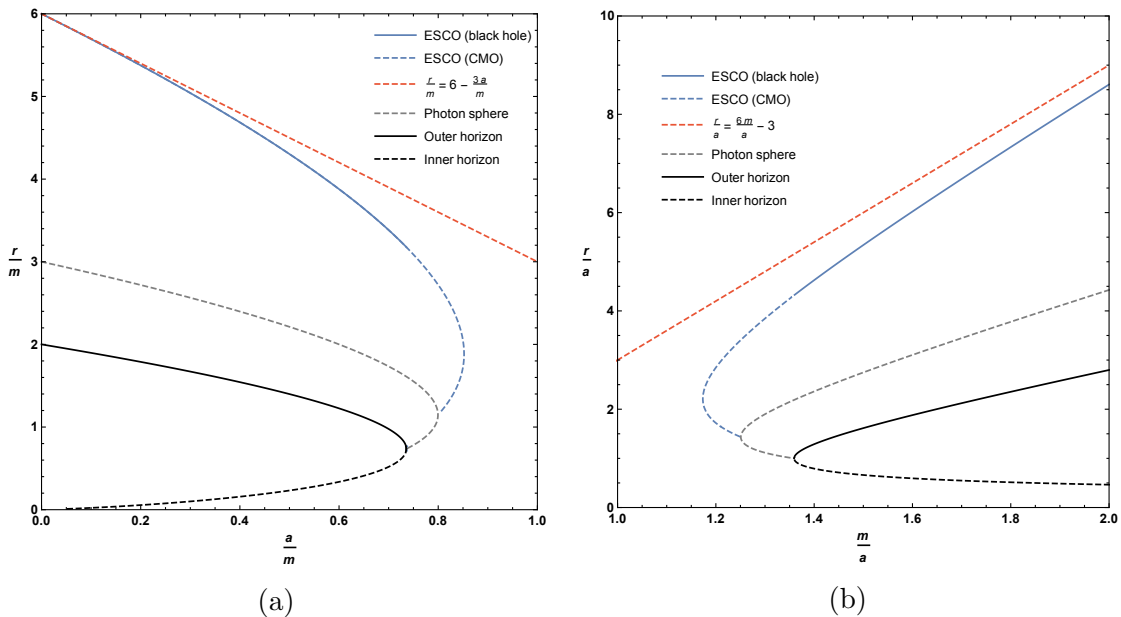 6
5
4
3
2
1
0
0.0 0.2 0.4 0.6 0.8 1.0
r/m
a/m
ESCO (black hole)
ESCO (CMO)
r/m = 6 - 3 a/m
Photon sphere
Outer horizon
Inner horizon
(a)
10
8
6
4
2
0
1.0 1.2 1.4 1.6 1.8 2.0
r/a
m/a
ESCO (black hole)
ESCO (CMO)
r/a = 6 m/a - 3
Photon sphere
Outer horizon
Inner horizon
(b)